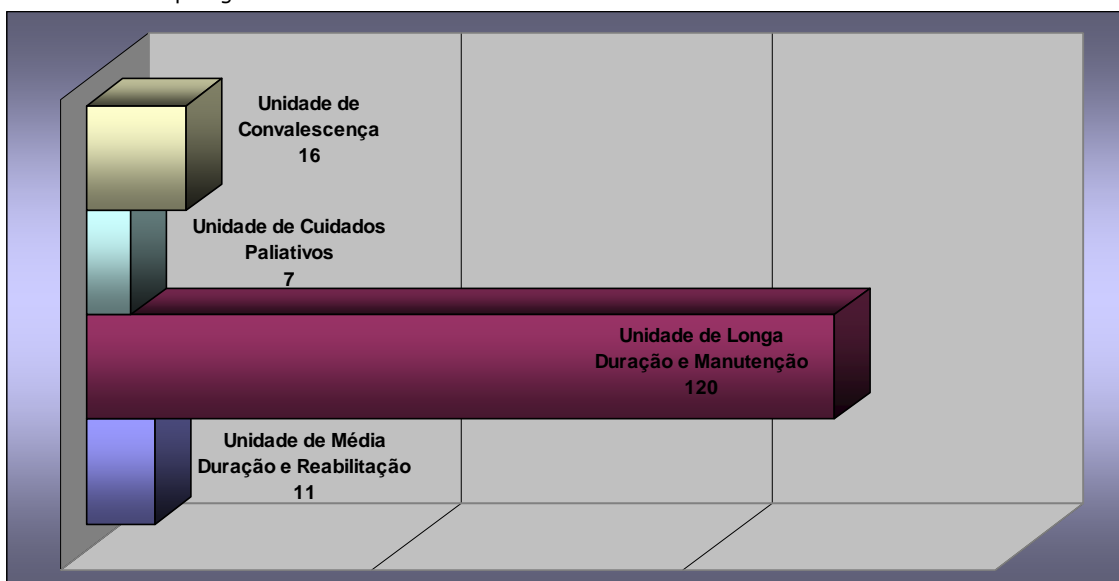 Unidade de
Convalescença
16
Unidade de Cuidados
Paliativos
7
Unidade de Longa
Duração e Manutenção
120
Unidade de Média
Duração e Reabilitação
11